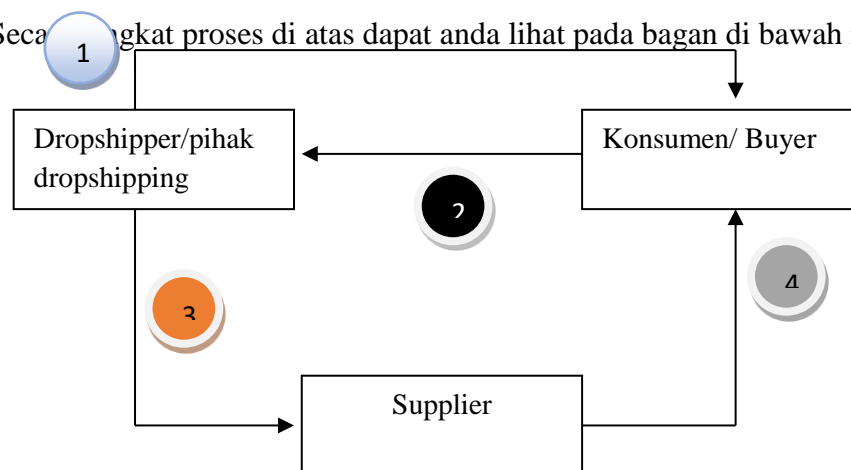 gkat proses di atas dapat anda lihat pada bagan di bawah
1
Dropshipper/pihak
dropshipping
Konsumen/ Buyer
2
3
4
Supplier